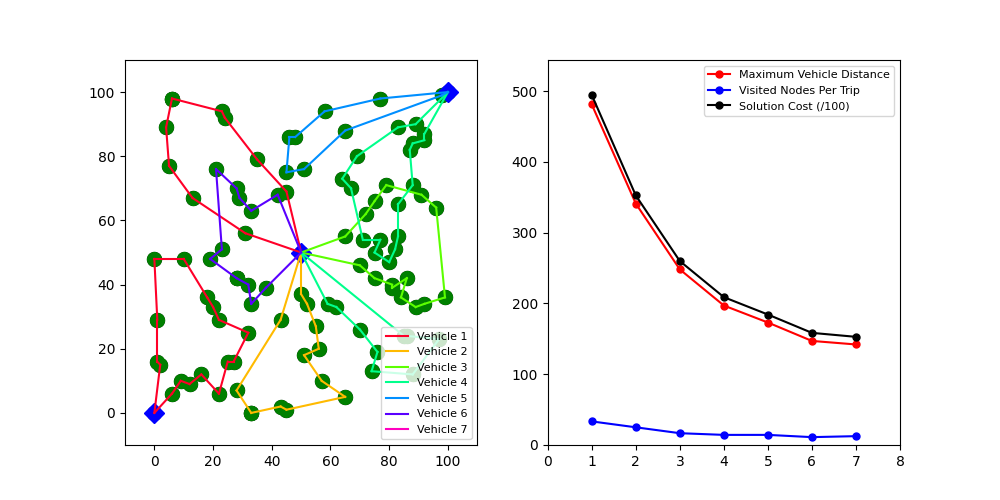 100
80
60
40
20
0
0 20 40 60 80 100
Vehicle 1
Vehicle 2
Vehicle 3
Vehicle 4
Vehicle 5
Vehicle 6
Vehicle 7
500
400
300
200
100
0
0 1 2 3 4 5 6 7 8
Maximum Vehicle Distance
Visited Nodes Per Trip
Solution Cost (/100)